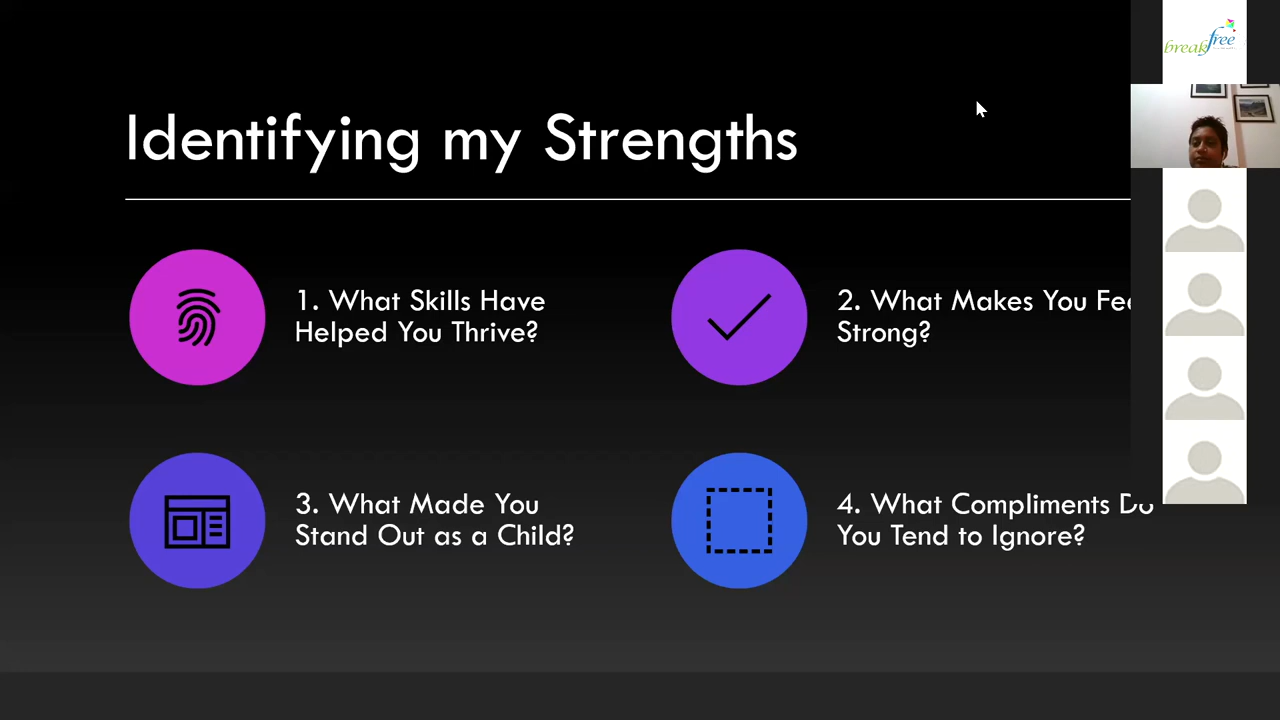 Identifying my Strengths
1. What Skills Have
Helped You Thrive?
2. What Makes You Fee
Strong?
3. What Made You
Stand Out as a Child?
4. What Compliments Do
You Tend to Ignore?
breakfree